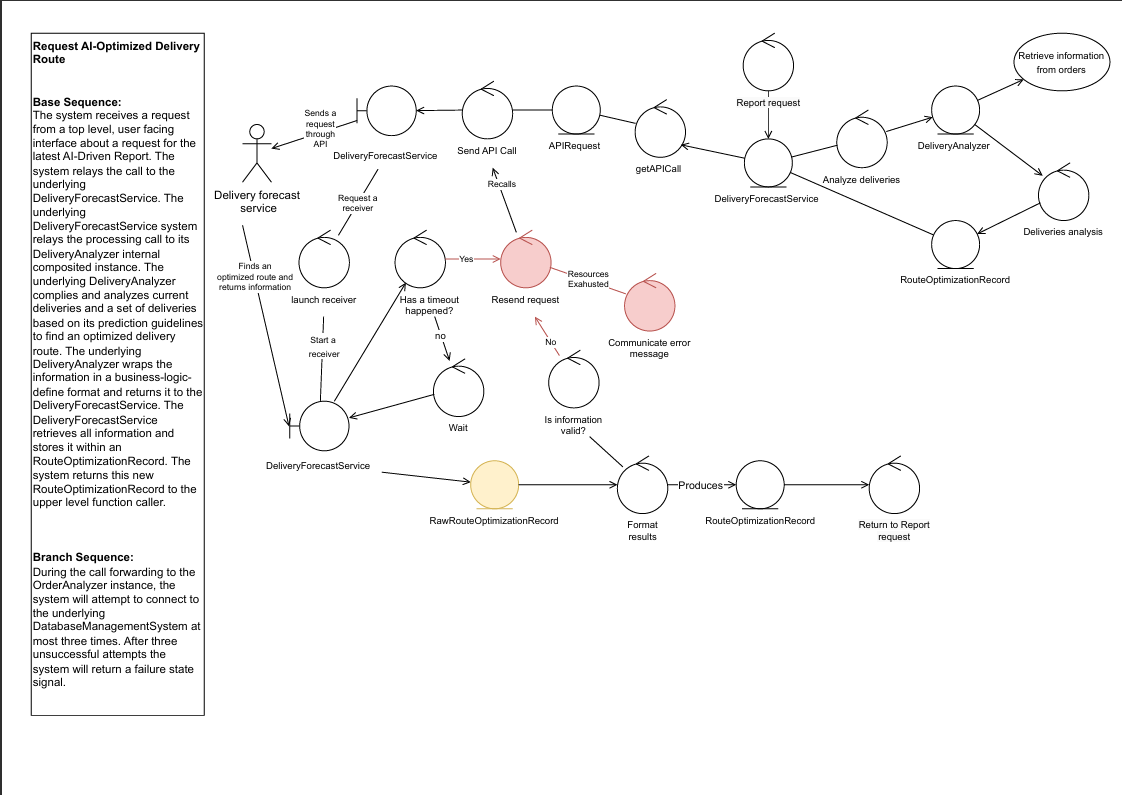 Request AI-Optimized Delivery
Route
Base Sequence:
The system receives a request
from a top level, user facing
interface about a request for the
latest AI-Driven Report. The
system relays the call to the
underlying
DeliveryForecastService. The
underlying
DeliveryForecastService system
relays the processing call to its
DeliveryAnalyzer internal
composited instance. The
underlying DeliveryAnalyzer
complies and analyzes current
deliveries and a set of deliveries
based on its prediction guidelines
to find an optimized delivery
route. The underlying
DeliveryAnalyzer wraps the
information in a business-logic-
define format and returns it to the
DeliveryForecastService. The
DeliveryForecastService
retrieves all information and
stores it within an
RouteOptimizationRecord. The
system returns this new
RouteOptimizationRecord to the
upper level function caller.
Branch Sequence:
During the call forwarding to the
OrderAnalyzer instance, the
system will attempt to connect to
the underlying
DatabaseManagementSystem at
most three times. After three
unsuccessful attempts the
system will return a failure state
signal.
Delivery forecast
service
Sends a
request
through
API
DeliveryForecastService
Send API Call
APIRequest
getAPICall
Report request
DeliveryForecastService
Analyze deliveries
DeliveryAnalyzer
Retrieve information
from orders
Deliveries analysis
RouteOptimizationRecord
Request a
receiver
Recalls
Finds an
optimized route and
returns information
launch receiver
Has a timeout
happened?
Yes
Resend request
Resources
Exahusted
Communicate error
message
Start a
receiver
no
No
Wait
Is information
valid?
DeliveryForecastService
RawRouteOptimizationRecord
Format
results
Produces
RouteOptimizationRecord
Return to Report
request